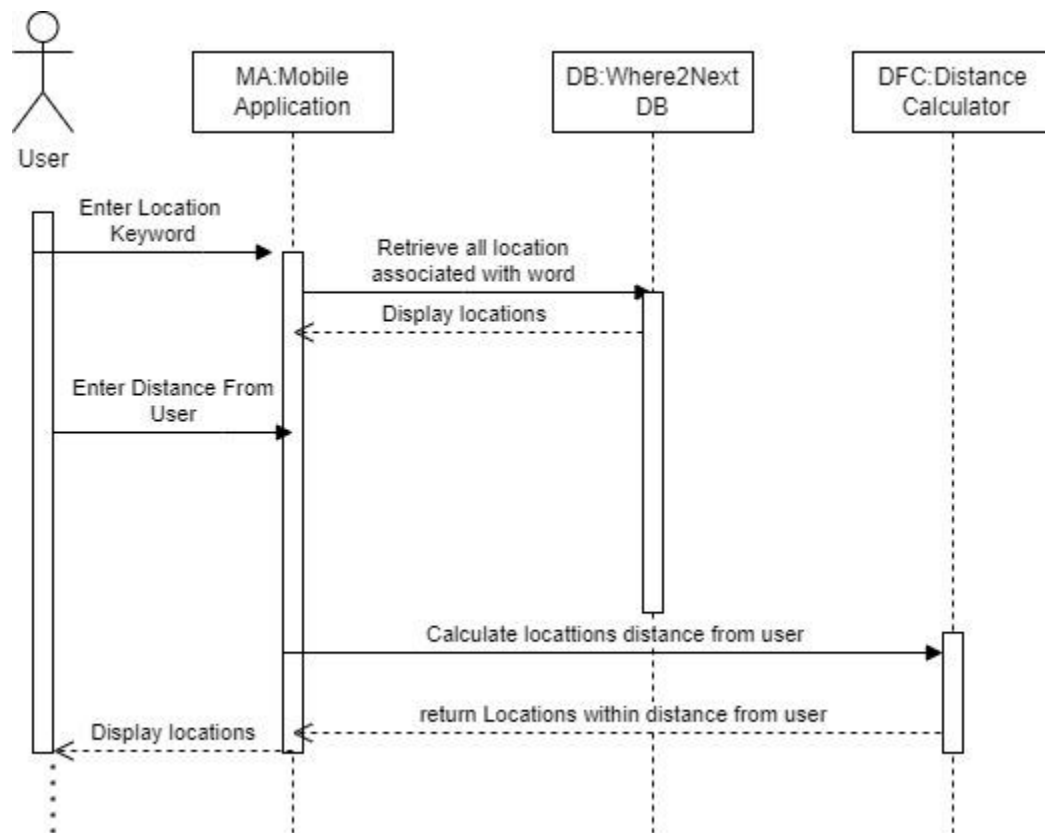 MA:Mobile
Application
DB:Where2Next
DB
DFC:Distance
Calculator
User
Enter Location
Keyword
Retrieve all location
associated with word
Display locations
Enter Distance From
User
Calculate locattions distance from user
return Locations within distance from user
Display locations